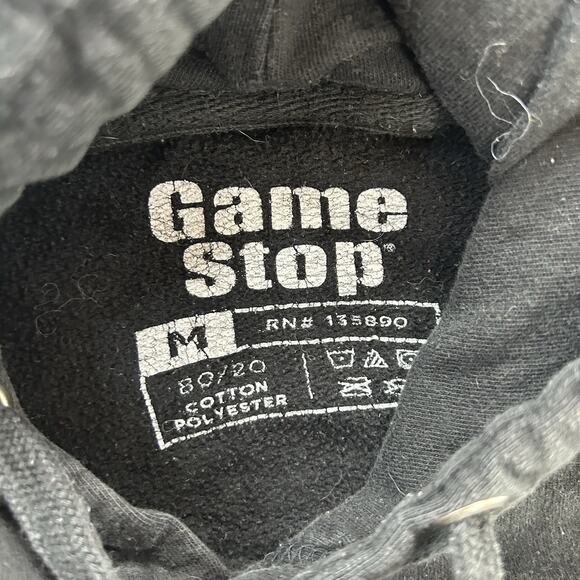 Game
Stop
M
RN# 135890
80/20
COTTON
POLYESTER